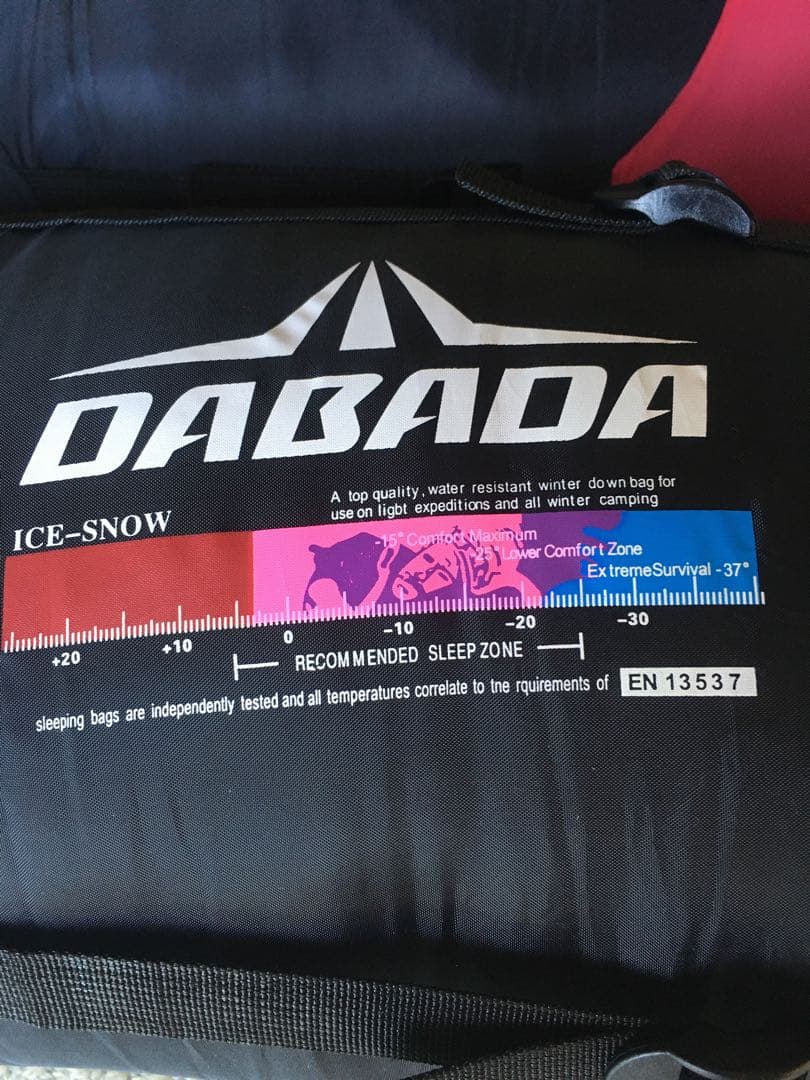 DABADA
A top quality, water resistant winter down bag for
use on ligbt expeditions and all winter camping
ICE-SNOW
-15° Comfort Maximum
-25° Lower Comfort Zone
Extreme Survival -37°
+20 +10 0 -10 -20 -30
RECOMMENDED SLEEP ZONE
sleeping bags are independently tested and all temperatures correlate to tne rquirements of EN 13537